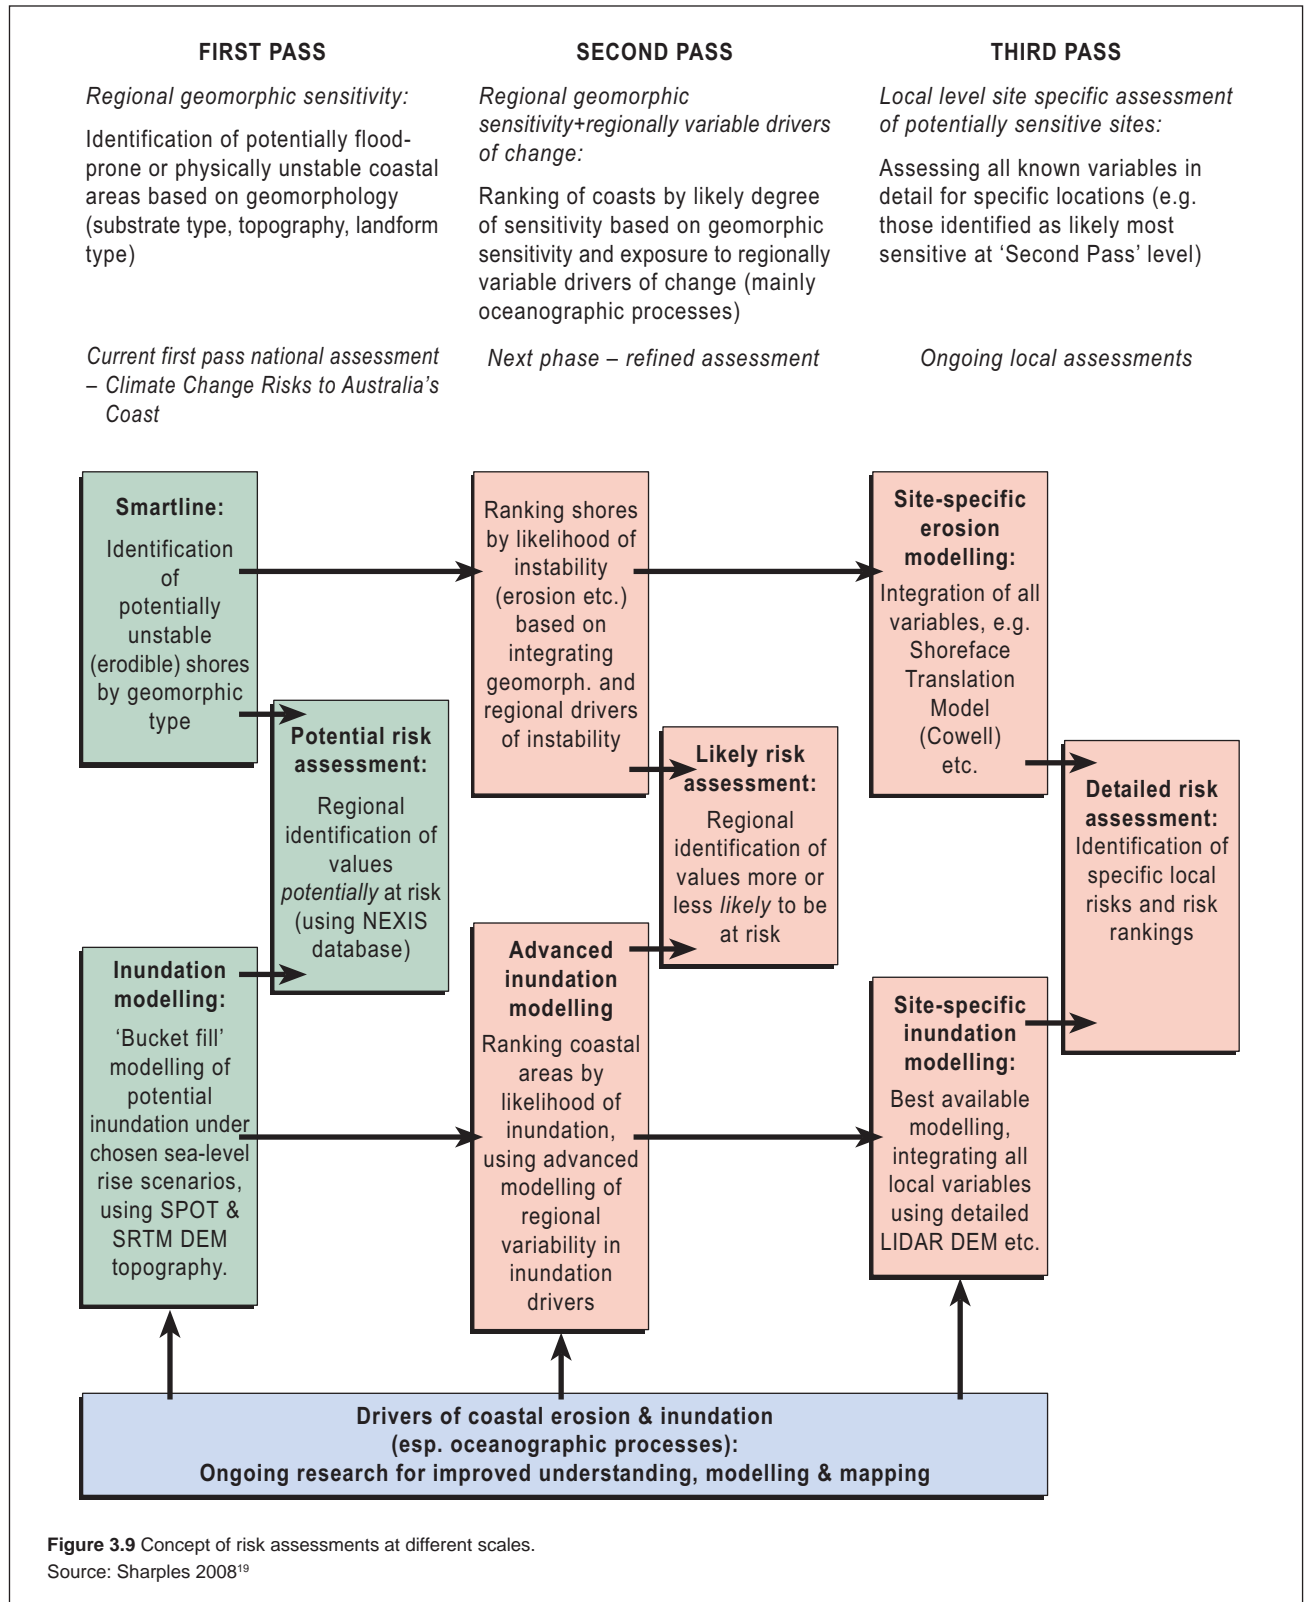 FIRST PASS
Regional geomorphic sensitivity:
Identification of potentially flood-
prone or physically unstable coastal
areas based on geomorphology
(substrate type, topography, landform
type)
Current first pass national assessment
– Climate Change Risks to Australia's
Coast
SECOND PASS
Regional geomorphic
sensitivity+regionally variable drivers
of change:
Ranking of coasts by likely degree
of sensitivity based on geomorphic
sensitivity and exposure to regionally
variable drivers of change (mainly
oceanographic processes)
Next phase – refined assessment
THIRD PASS
Local level site specific assessment
of potentially sensitive sites:
Assessing all known variables in
detail for specific locations (e.g.
those identified as likely most
sensitive at ‘Second Pass’ level)
Ongoing local assessments
Smartline:
Identification
of
potentially
unstable
(erodible) shores
by geomorphic
type
Potential risk
assessment:
Regional
identification of
values
potentially at risk
(using NEXIS
database)
Inundation
modelling:
‘Bucket fill’
modelling of
potential
inundation under
chosen sea-level
rise scenarios,
using SPOT &
SRTM DEM
topography.
Ranking shores
by likelihood of
instability
(erosion etc.)
based on
integrating
geomorph. and
regional drivers
of instability
Likely risk
assessment:
Regional
identification of
values more or
less likely to be
at risk
Advanced
inundation
modelling
Ranking coastal
areas by
likelihood of
inundation,
using advanced
modelling of
regional
variability in
inundation
drivers
Site-specific
erosion
modelling:
Integration of all
variables, e.g.
Shoreface
Translation
Model
(Cowell)
etc.
Detailed risk
assessment:
Identification of
specific local
risks and risk
rankings
Site-specific
inundation
modelling:
Best available
modelling,
integrating all
local variables
using detailed
LIDAR DEM etc.
Drivers of coastal erosion & inundation
(esp. oceanographic processes):
Ongoing research for improved understanding, modelling & mapping
Figure 3.9 Concept of risk assessments at different scales.
Source: Sharples 2008¹⁹